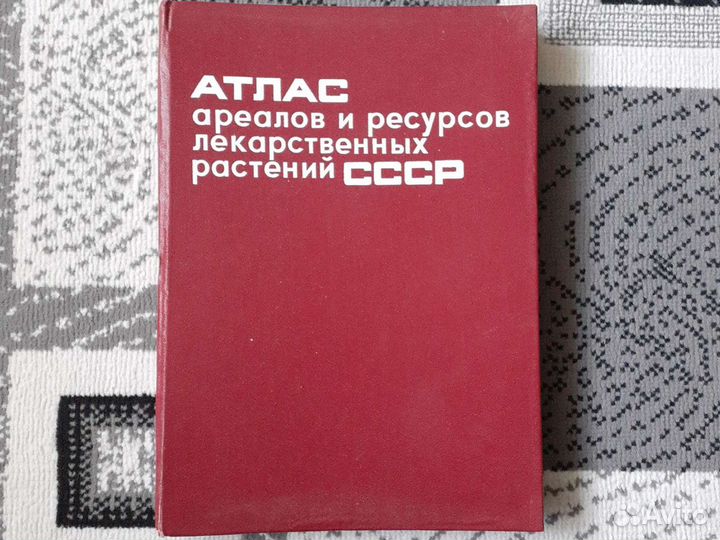 АТЛАС
ареалов и ресурсов
лекарственных
растений СССР
Avito